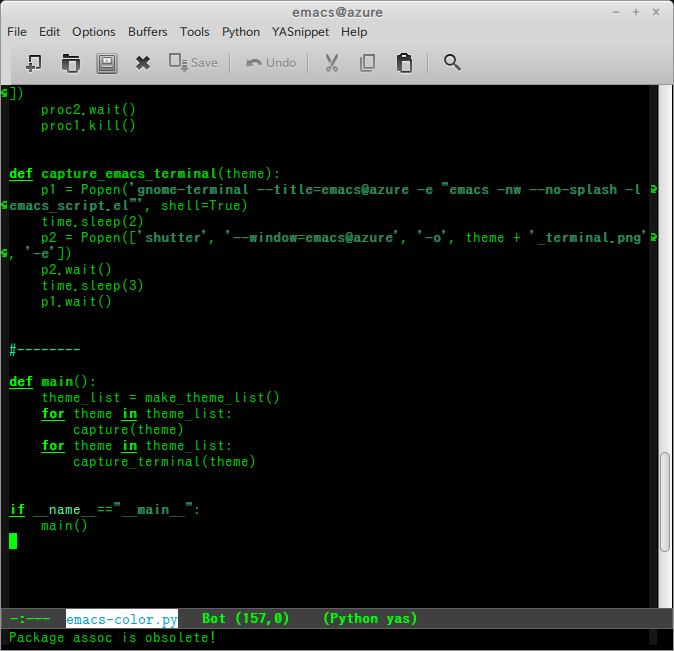 emacs@azure
File Edit Options Buffers Tools Python YASnippet Help
Save Undo
])
    proc2.wait()
    proc1.kill()
def capture_emacs_terminal(theme):
    p1 = Popen('gnome-terminal --title=emacs@azure -e "emacs -nw --no-splash -l
emacs_script.el"', shell=True)
    time.sleep(2)
    p2 = Popen(['shutter', '--window=emacs@azure', '-o', theme + '_terminal.png'
, '-e'])
    p2.wait()
    time.sleep(3)
    p1.wait()
#--------
def main():
    theme_list = make_theme_list()
    for theme in theme_list:
        capture(theme)
    for theme in theme_list:
        capture_terminal(theme)
if __name__=="__main__":
    main()
-:--- emacs-color.py Bot (157,0) (Python yas)
Package assoc is obsolete!